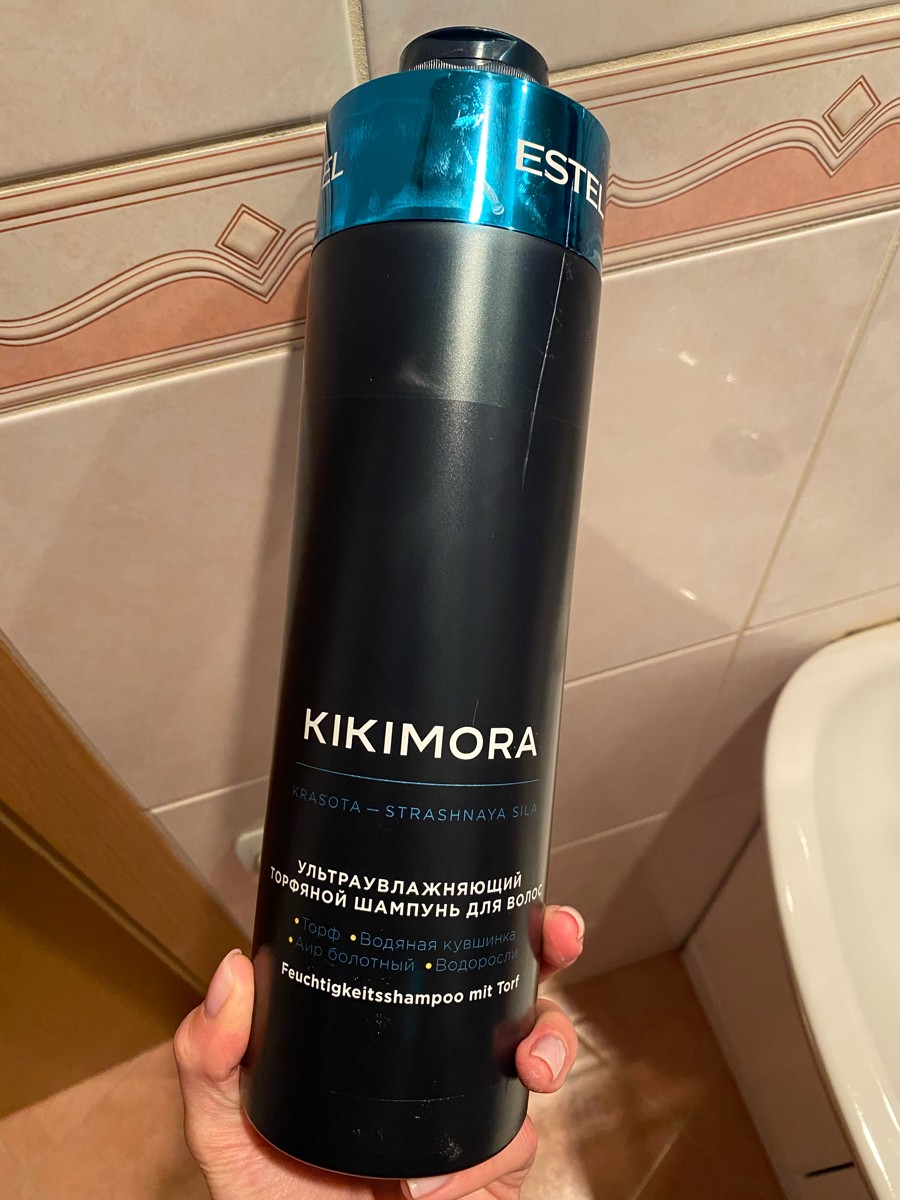 EL ESTEL
KIKIMORA
KRASOTA — STRASHNAYA SILA
УЛЬТРАУВЛАЖНЯЮЩИЙ
ТОРФЯНОЙ ШАМПУНЬ ДЛЯ ВОЛОС
•Торф •Водяная кувшинка
•Аир болотный •Водоросли
Feuchtigkeitsshampoo mit Torf